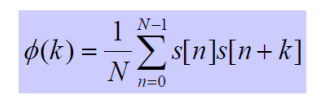 ϕ(k) = \frac{1}{N} \sum_{n=0}^{N-1} s[n]s[n+k]